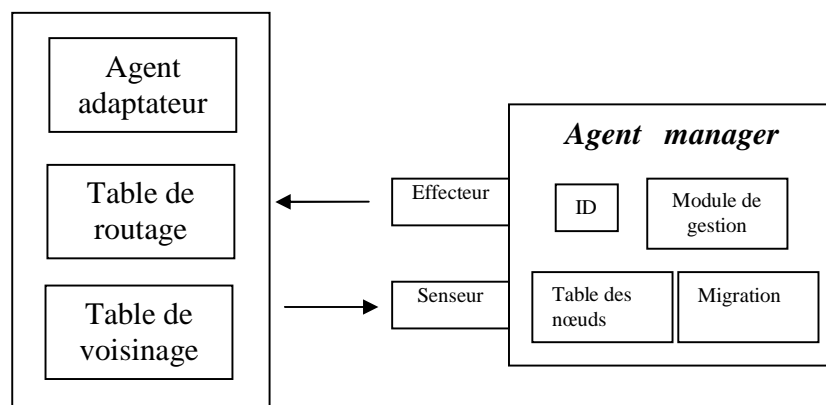 Agent
adaptateur
Table de
routage
Table de
voisinage
Effecteur
Senseur
Agent manager
ID
Module de
gestion
Table des
nœuds
Migration